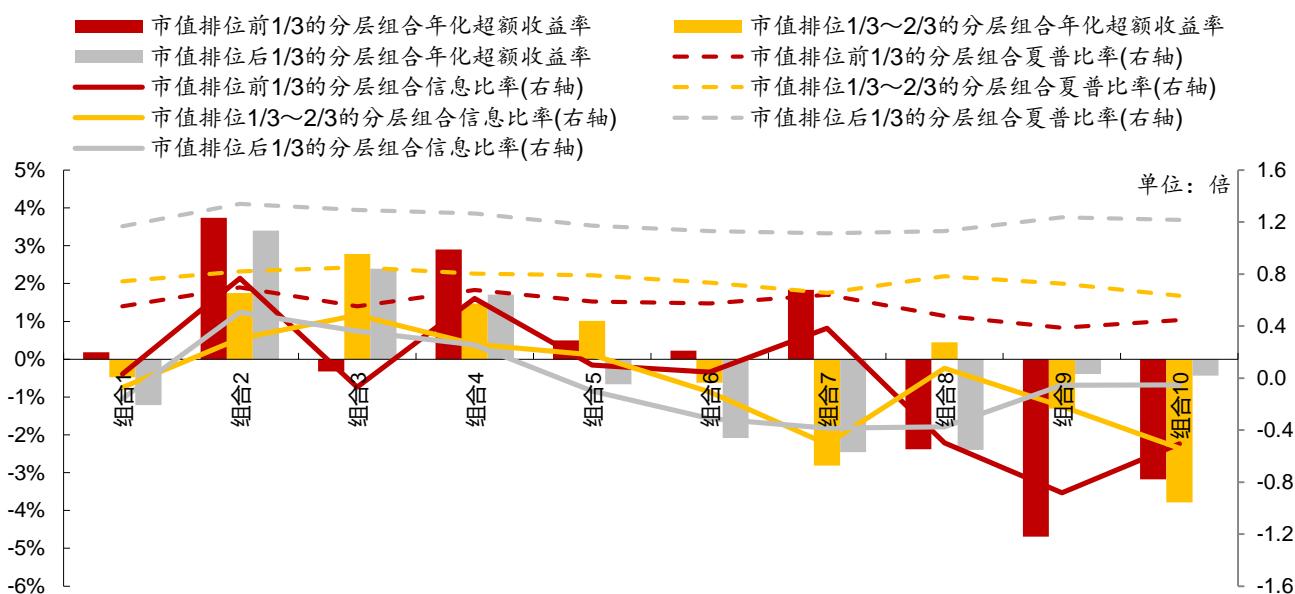 市值排位前1/3的分层组合年化超额收益率
市值排位1/3～2/3的分层组合年化超额收益率
市值排位后1/3的分层组合年化超额收益率
市值排位前1/3的分层组合夏普比率(右轴)
市值排位前1/3的分层组合信息比率(右轴)
市值排位1/3～2/3的分层组合夏普比率(右轴)
市值排位1/3～2/3的分层组合信息比率(右轴)
市值排位后1/3的分层组合夏普比率(右轴)
市值排位后1/3的分层组合信息比率(右轴)
单位：倍
5%
4%
3%
2%
1%
0%
-1%
-2%
-3%
-4%
-5%
-6%
1.6
1.2
0.8
0.4
0.0
-0.4
-0.8
-1.2
-1.6
组合1
组合2
组合3
组合4
组合5
组合6
组合7
组合8
组合9
组合10